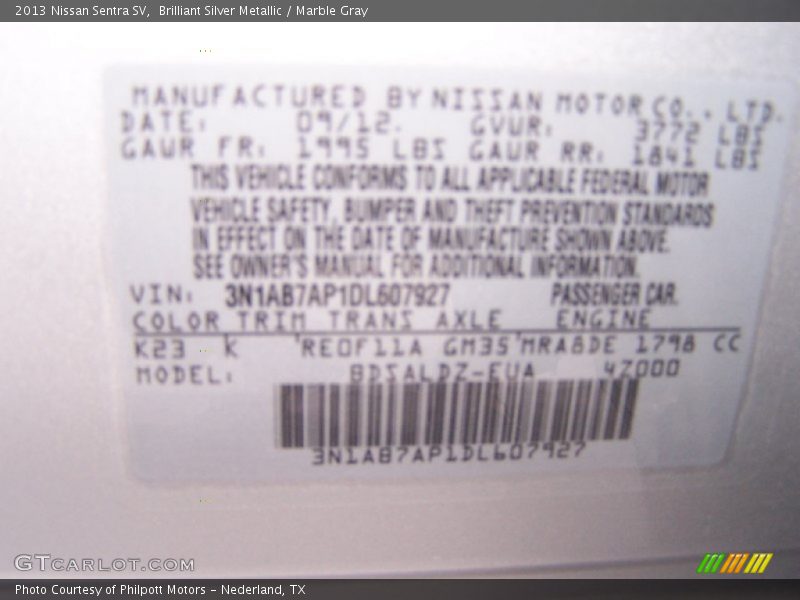 2013 Nissan Sentra SV, Brilliant Silver Metallic / Marble Gray
MANUFACTURED BY NISSAN MOTOR CO., LTD.
DATE: 09/12. GVWR: 3772 LBS
GAWR FR: 1995 LBS GAWR RR: 1841 LBS
THIS VEHICLE CONFORMS TO ALL APPLICABLE FEDERAL MOTOR
VEHICLE SAFETY, BUMPER AND THEFT PREVENTION STANDARDS
IN EFFECT ON THE DATE OF MANUFACTURE SHOWN ABOVE.
SEE OWNER'S MANUAL FOR ADDITIONAL INFORMATION.
VIN: 3N1AB7AP1DL607927 PASSENGER CAR.
COLOR TRIM TRANS AXLE ENGINE
K23 K RE0F11A GM35 MRA8DE 1798 CC
MODEL: BDSALDZ-EUA 4Z000
3N1AB7AP1DL607927
GTCARLOT.COM
Photo Courtesy of Philpott Motors - Nederland, TX